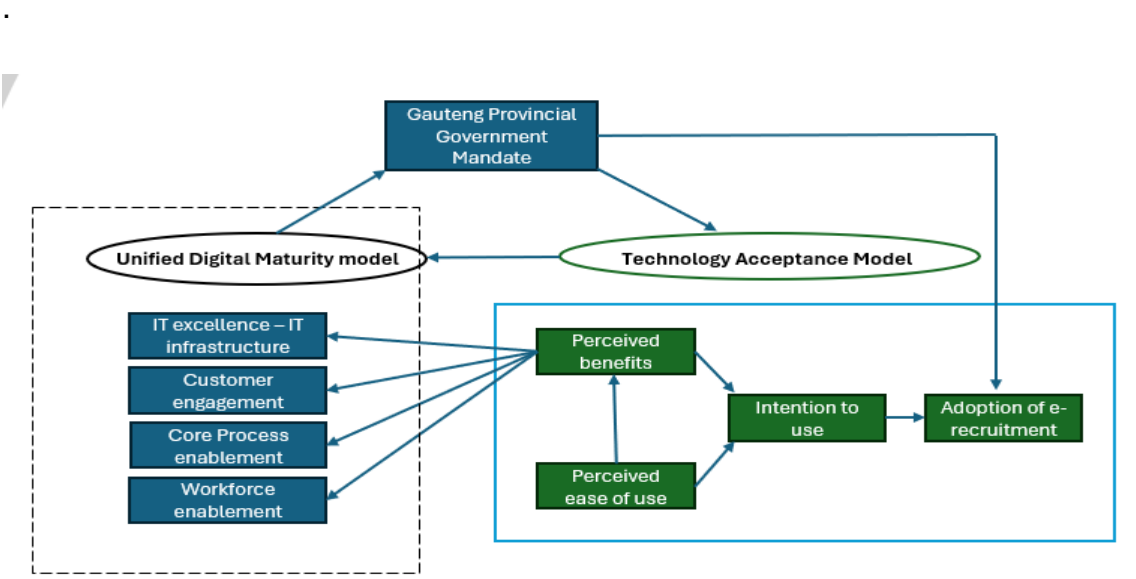 .
Gauteng Provincial
Government
Mandate
Unified Digital Maturity model
Technology Acceptance Model
IT excellence – IT
infrastructure
Customer
engagement
Core Process
enablement
Workforce
enablement
Perceived
benefits
Intention to
use
Adoption of e-
recruitment
Perceived
ease of use